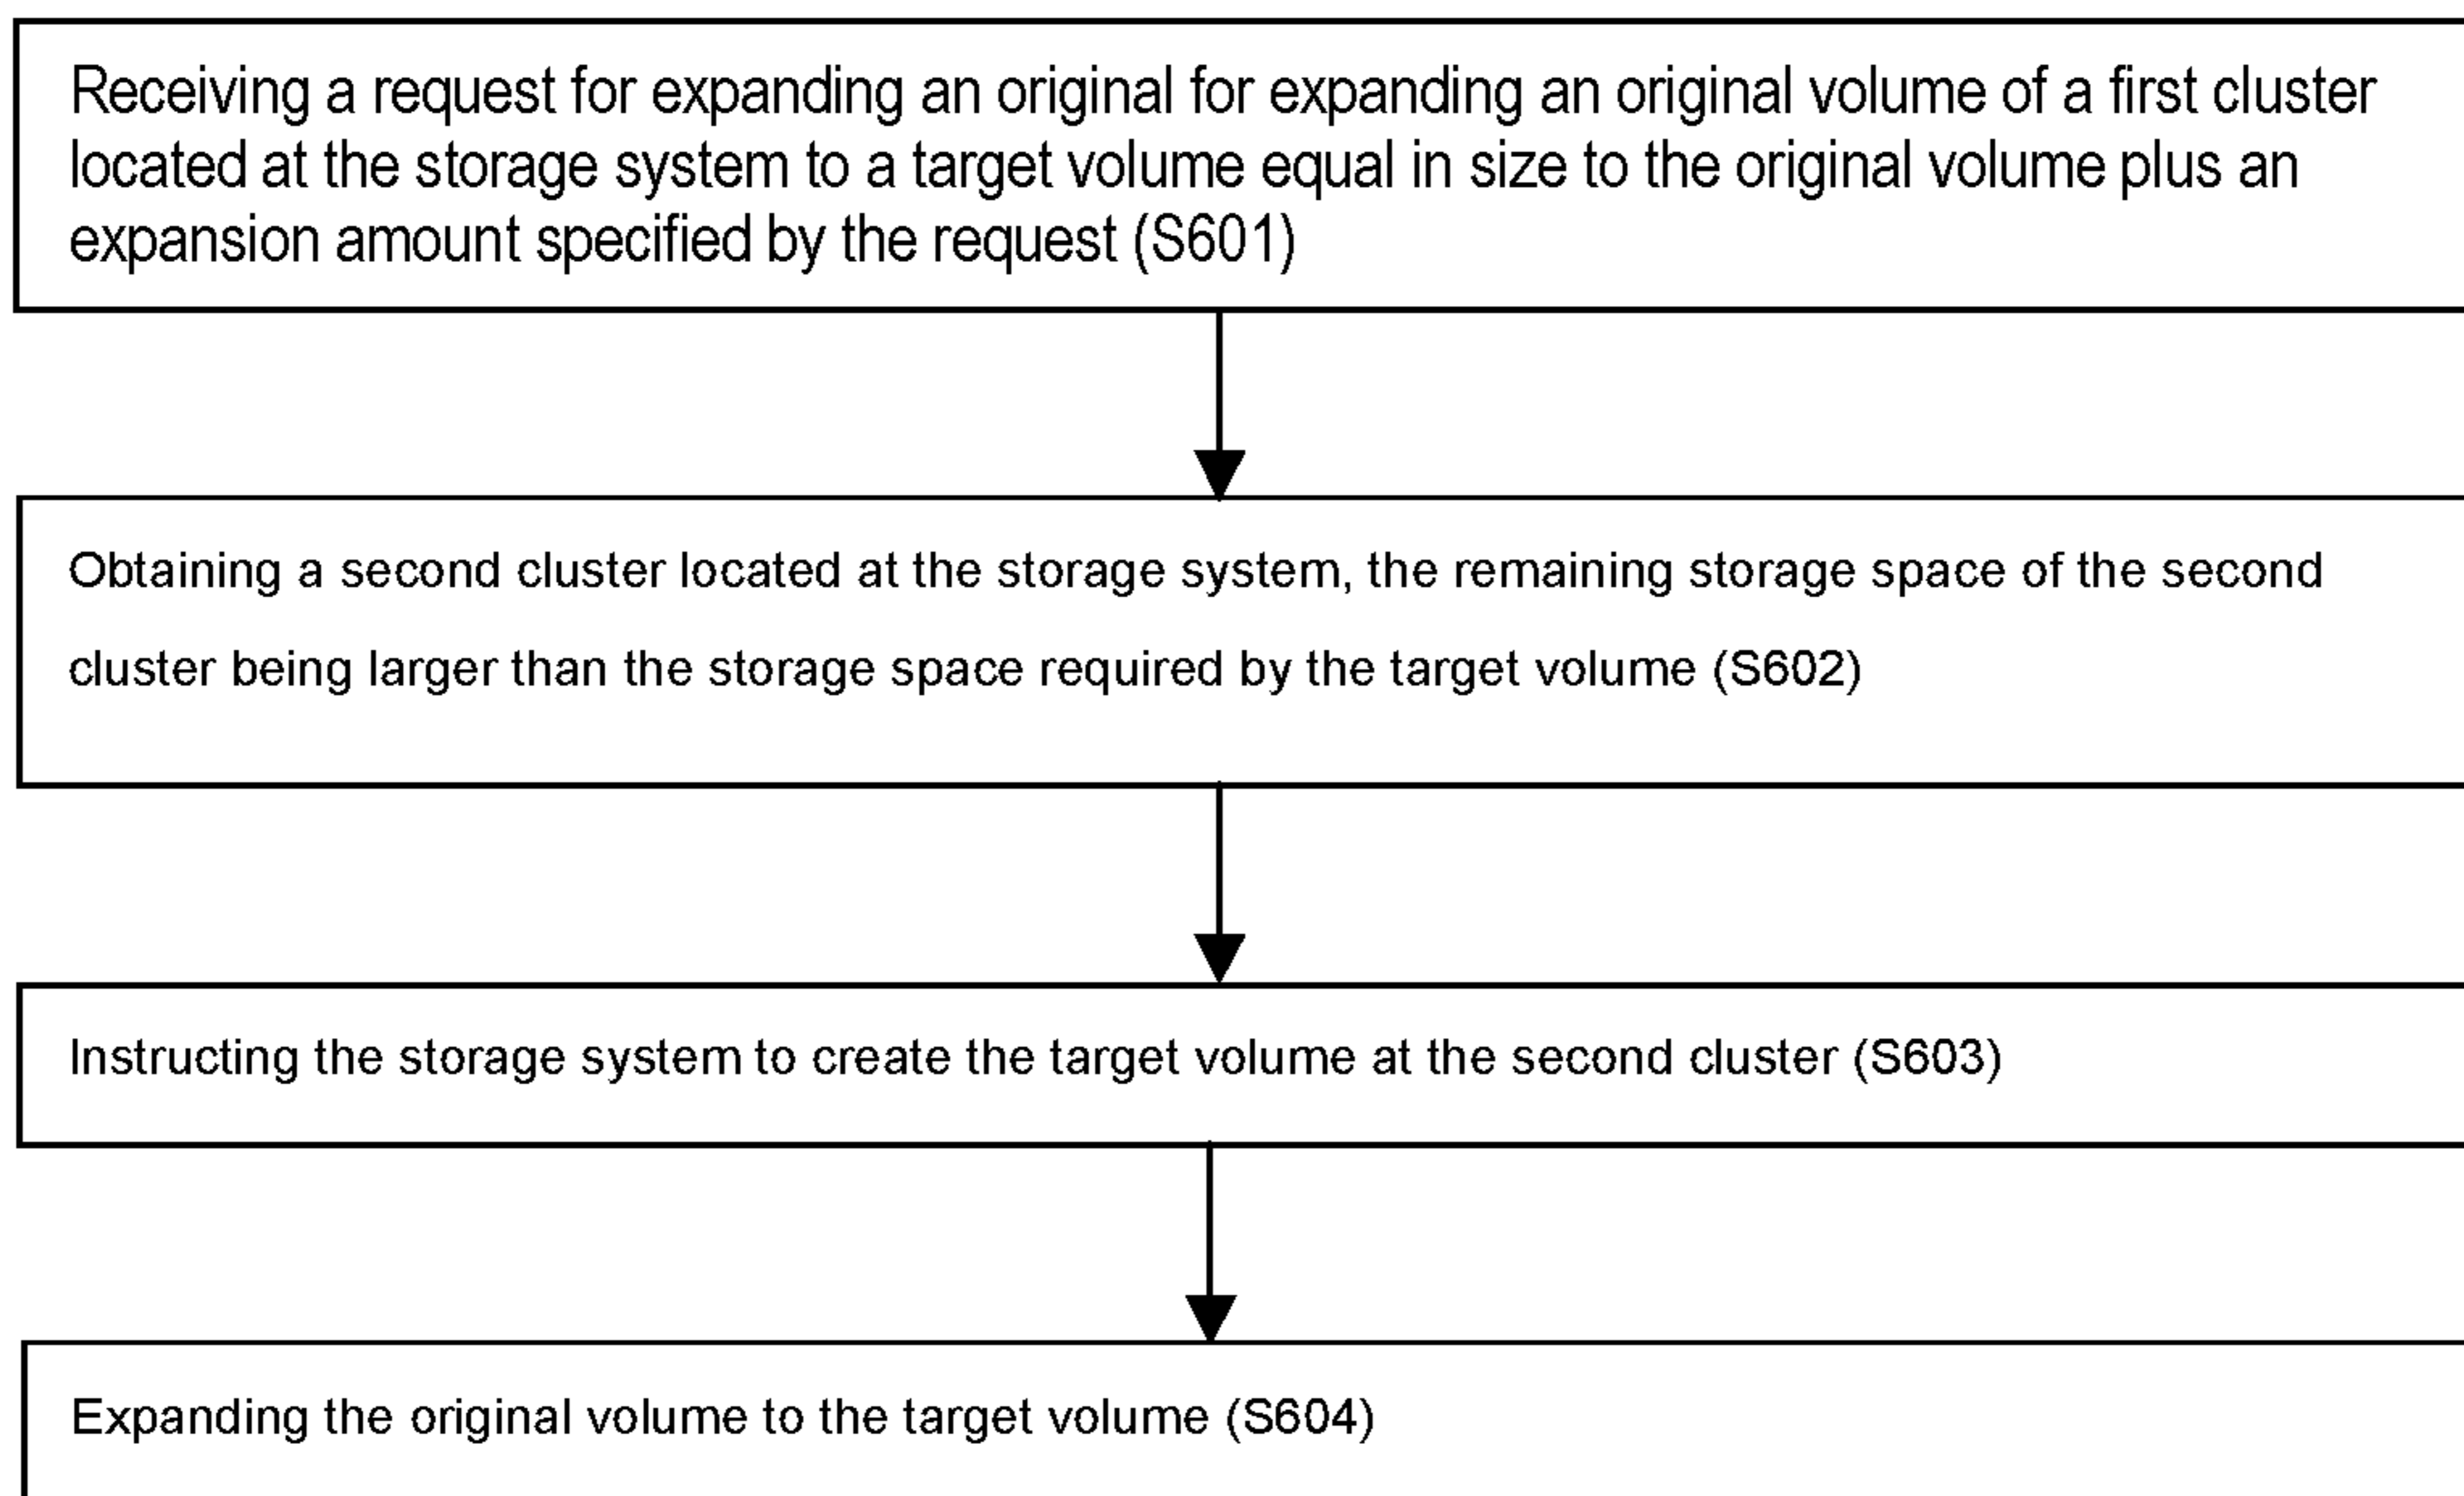 Receiving a request for expanding an original for expanding an original volume of a first cluster
located at the storage system to a target volume equal in size to the original volume plus an
expansion amount specified by the request (S601)
Obtaining a second cluster located at the storage system, the remaining storage space of the second
cluster being larger than the storage space required by the target volume (S602)
Instructing the storage system to create the target volume at the second cluster (S603)
Expanding the original volume to the target volume (S604)